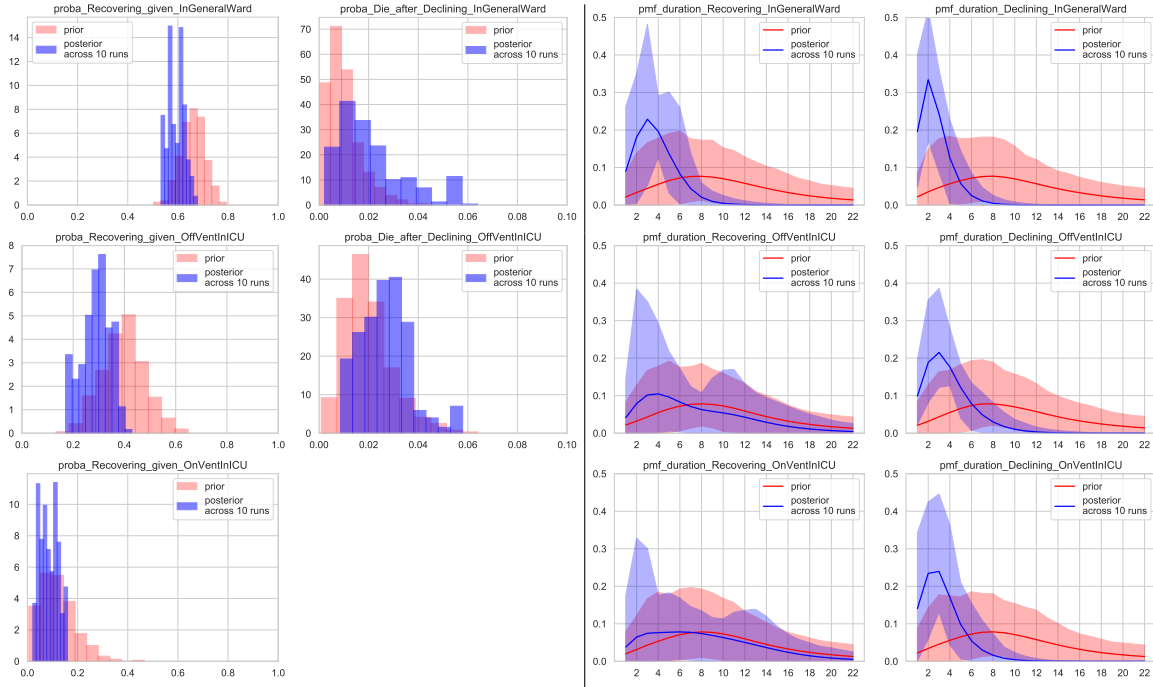 proba_Recovering_given_InGeneralWard
prior
posterior
across 10 runs
14
12
10
8
6
4
2
0
0.0 0.2 0.4 0.6 0.8 1.0
proba_Die_after_Declining_InGeneralWard
prior
posterior
across 10 runs
70
60
50
40
30
20
10
0
0.00 0.02 0.04 0.06 0.08 0.10
pmf_duration_Recovering_InGeneralWard
prior
posterior
across 10 runs
0.5
0.4
0.3
0.2
0.1
0.0
2 4 6 8 10 12 14 16 18 20 22
pmf_duration_Declining_InGeneralWard
prior
posterior
across 10 runs
0.5
0.4
0.3
0.2
0.1
0.0
2 4 6 8 10 12 14 16 18 20 22
proba_Recovering_given_OffVentInICU
prior
posterior
across 10 runs
8
7
6
5
4
3
2
1
0
0.0 0.2 0.4 0.6 0.8 1.0
proba_Die_after_Declining_OffVentInICU
prior
posterior
across 10 runs
40
30
20
10
0
0.00 0.02 0.04 0.06 0.08 0.10
pmf_duration_Recovering_OffVentInICU
prior
posterior
across 10 runs
0.5
0.4
0.3
0.2
0.1
0.0
2 4 6 8 10 12 14 16 18 20 22
pmf_duration_Declining_OffVentInICU
prior
posterior
across 10 runs
0.5
0.4
0.3
0.2
0.1
0.0
2 4 6 8 10 12 14 16 18 20 22
proba_Recovering_given_OnVentInICU
prior
posterior
across 10 runs
10
8
6
4
2
0
0.0 0.2 0.4 0.6 0.8 1.0
pmf_duration_Recovering_OnVentInICU
prior
posterior
across 10 runs
0.5
0.4
0.3
0.2
0.1
0.0
2 4 6 8 10 12 14 16 18 20 22
pmf_duration_Declining_OnVentInICU
prior
posterior
across 10 runs
0.5
0.4
0.3
0.2
0.1
0.0
2 4 6 8 10 12 14 16 18 20 22